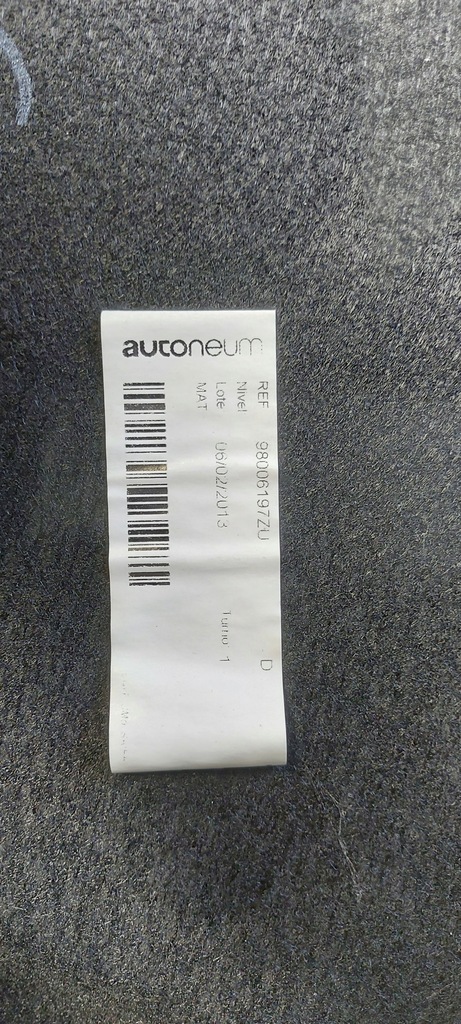 autoneum
REF 98006197ZU D
Nivel
Lote 06/02/2013 Turno 1
MAT